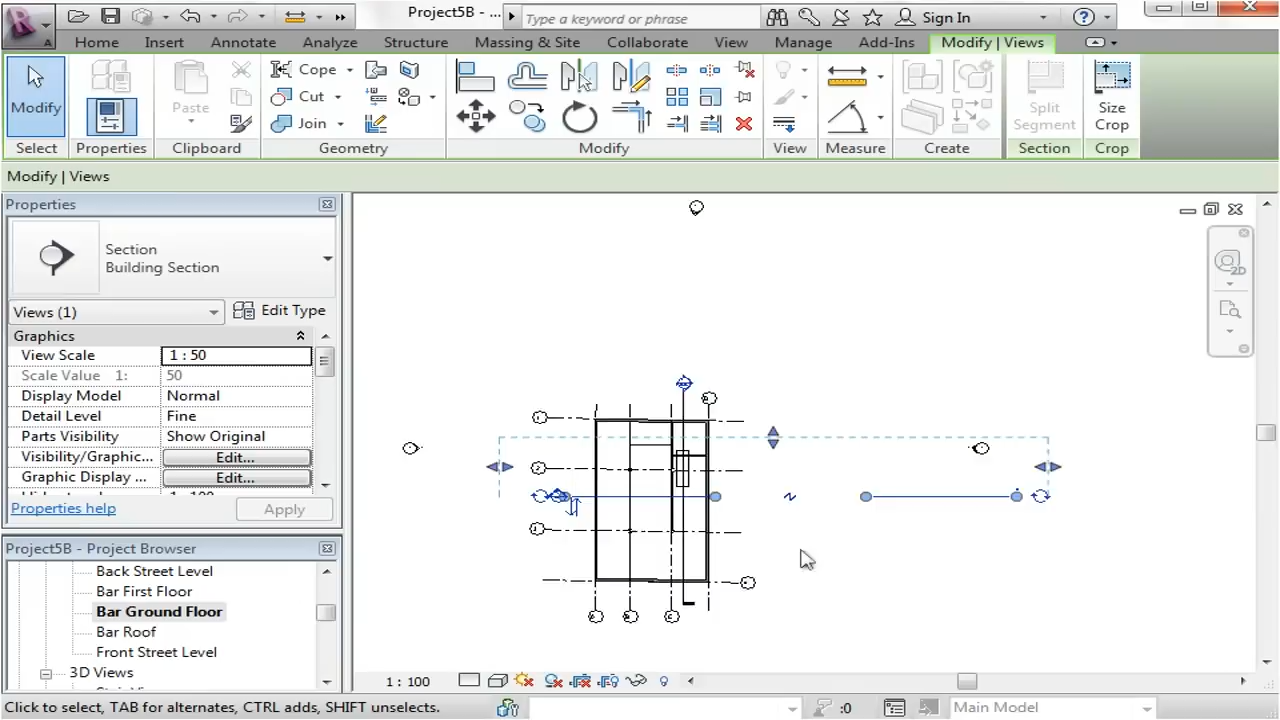 Project5B - ...
Type a keyword or phrase
Sign In
Home
Insert
Annotate
Analyze
Structure
Massing & Site
Collaborate
View
Manage
Add-Ins
Modify | Views
Modify
Paste
Cope
Cut
Join
Split Segment
Size Crop
Select
Properties
Clipboard
Geometry
Modify
View
Measure
Create
Section
Crop
Modify | Views
Properties
Section
Building Section
Views (1)
Edit Type
Graphics
View Scale
1 : 50
Scale Value 1:
50
Display Model
Normal
Detail Level
Fine
Parts Visibility
Show Original
Visibility/Graphic...
Edit...
Graphic Display ...
Edit...
Properties help
Apply
Project5B - Project Browser
Back Street Level
Bar First Floor
Bar Ground Floor
Bar Roof
Front Street Level
3D Views
2D
1 : 100
Click to select, TAB for alternates, CTRL adds, SHIFT unselects.
:0
Main Model